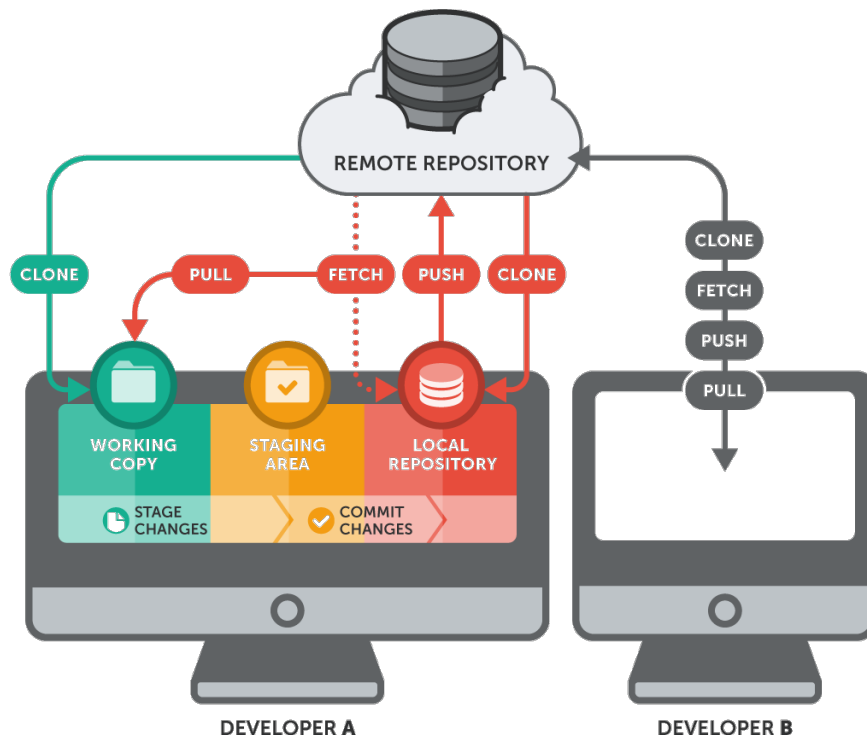 REMOTE REPOSITORY
CLONE
PULL
FETCH
PUSH
CLONE
CLONE
FETCH
PUSH
PULL
WORKING
COPY
STAGING
AREA
LOCAL
REPOSITORY
STAGE
CHANGES
COMMIT
CHANGES
DEVELOPER A
DEVELOPER B